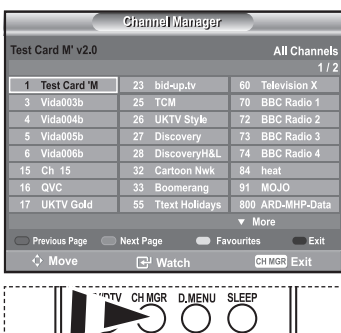 Channel Manager
Test Card M' v2.0 All Channels
1 / 2
1 Test Card 'M 23 bid-up.tv 60 Television X
3 Vida003b 25 TCM 70 BBC Radio 1
4 Vida004b 26 UKTV Style 72 BBC Radio 2
5 Vida005b 27 Discovery 73 BBC Radio 3
6 Vida006b 28 DiscoveryH&L 74 BBC Radio 4
15 Ch 15 32 Cartoon Nwk 84 heat
16 QVC 33 Boomerang 91 MOJO
17 UKTV Gold 55 Ttext Holidays 800 ARD-MHP-Data
▼ More
Previous Page Next Page Favourites Exit
Move Watch CH MGR Exit
CH MGR D.MENU SLEEP